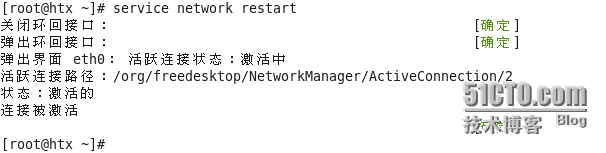 [root@htx ~]# service network restart
关闭环回接口： [确定]
弹出环回接口： [确定]
弹出界面 eth0： 活跃连接状态：激活中
活跃连接路径：/org/freedesktop/NetworkManager/ActiveConnection/2
状态：激活的
连接被激活
[确定]
[root@htx ~]#
51CTO.com
技术博客 Blog